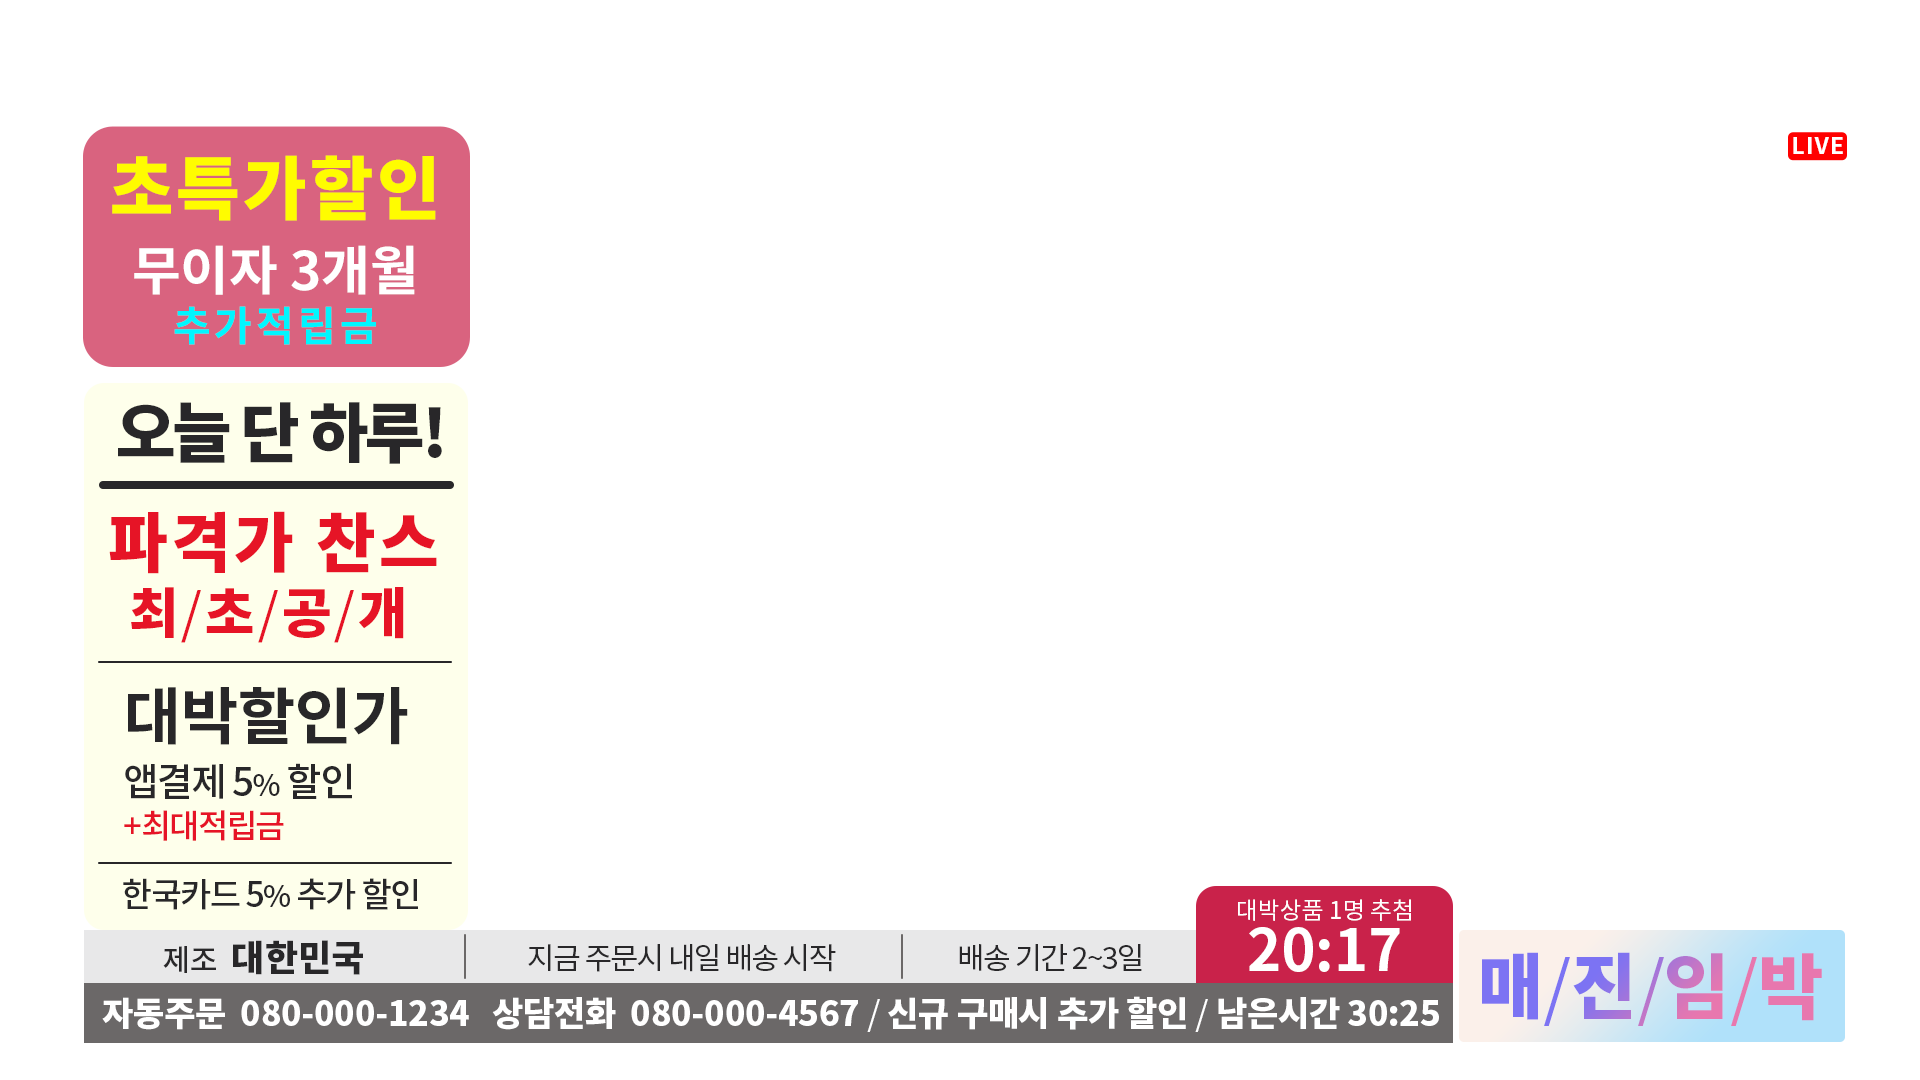 초특가할인
무이자 3개월
추가적립금
LIVE
오늘 단 하루!
파격가 찬스
최/초/공/개
대박할인가
앱결제 5% 할인
+최대적립금
한국카드 5% 추가 할인
제조 대한민국
지금 주문시 내일 배송 시작
배송 기간 2~3일
대박상품 1명 추첨
20:17
자동주문 080-000-1234 상담전화 080-000-4567 / 신규 구매시 추가 할인 / 남은시간 30:25
매/진/임/박